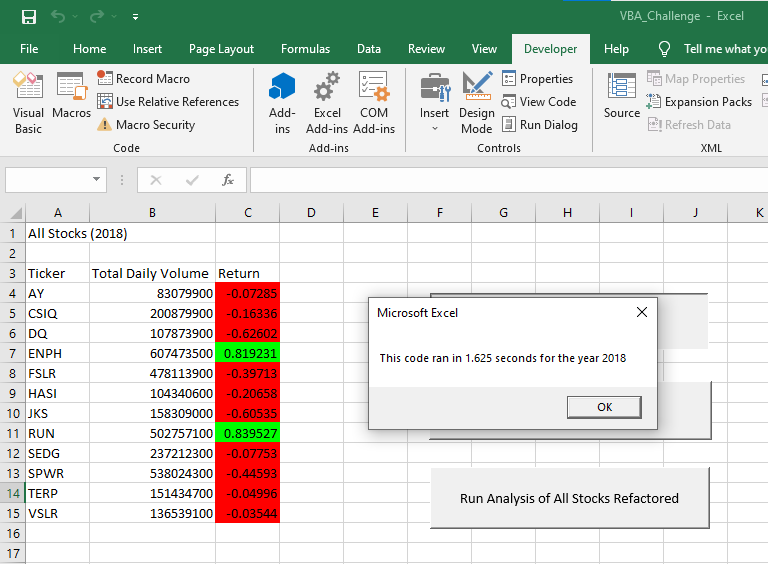 VBA_Challenge - Excel
File Home Insert Page Layout Formulas Data Review View Developer Help Tell me what yo
Visual Basic
Macros
Record Macro
Use Relative References
Macro Security
Code
Add-ins
Excel Add-ins
COM Add-ins
Add-ins
Insert
Design Mode
Properties
View Code
Run Dialog
Controls
Source
Map Properties
Expansion Packs
Refresh Data
XML
fx
A B C D E F G H I J K
1 All Stocks (2018)
2
3 Ticker Total Daily Volume Return
4 AY 83079900 -0.07285
5 CSIQ 200879900 -0.16336
6 DQ 107873900 -0.62602
7 ENPH 607473500 0.819231
8 FSLR 478113900 -0.39713
9 HASI 104340600 -0.20658
10 JKS 158309000 -0.60535
11 RUN 502757100 0.839527
12 SEDG 237212300 -0.07753
13 SPWR 538024300 -0.44593
14 TERP 151434700 -0.04996
15 VSLR 136539100 -0.03544
16
17
Microsoft Excel
This code ran in 1.625 seconds for the year 2018
OK
Run Analysis of All Stocks Refactored